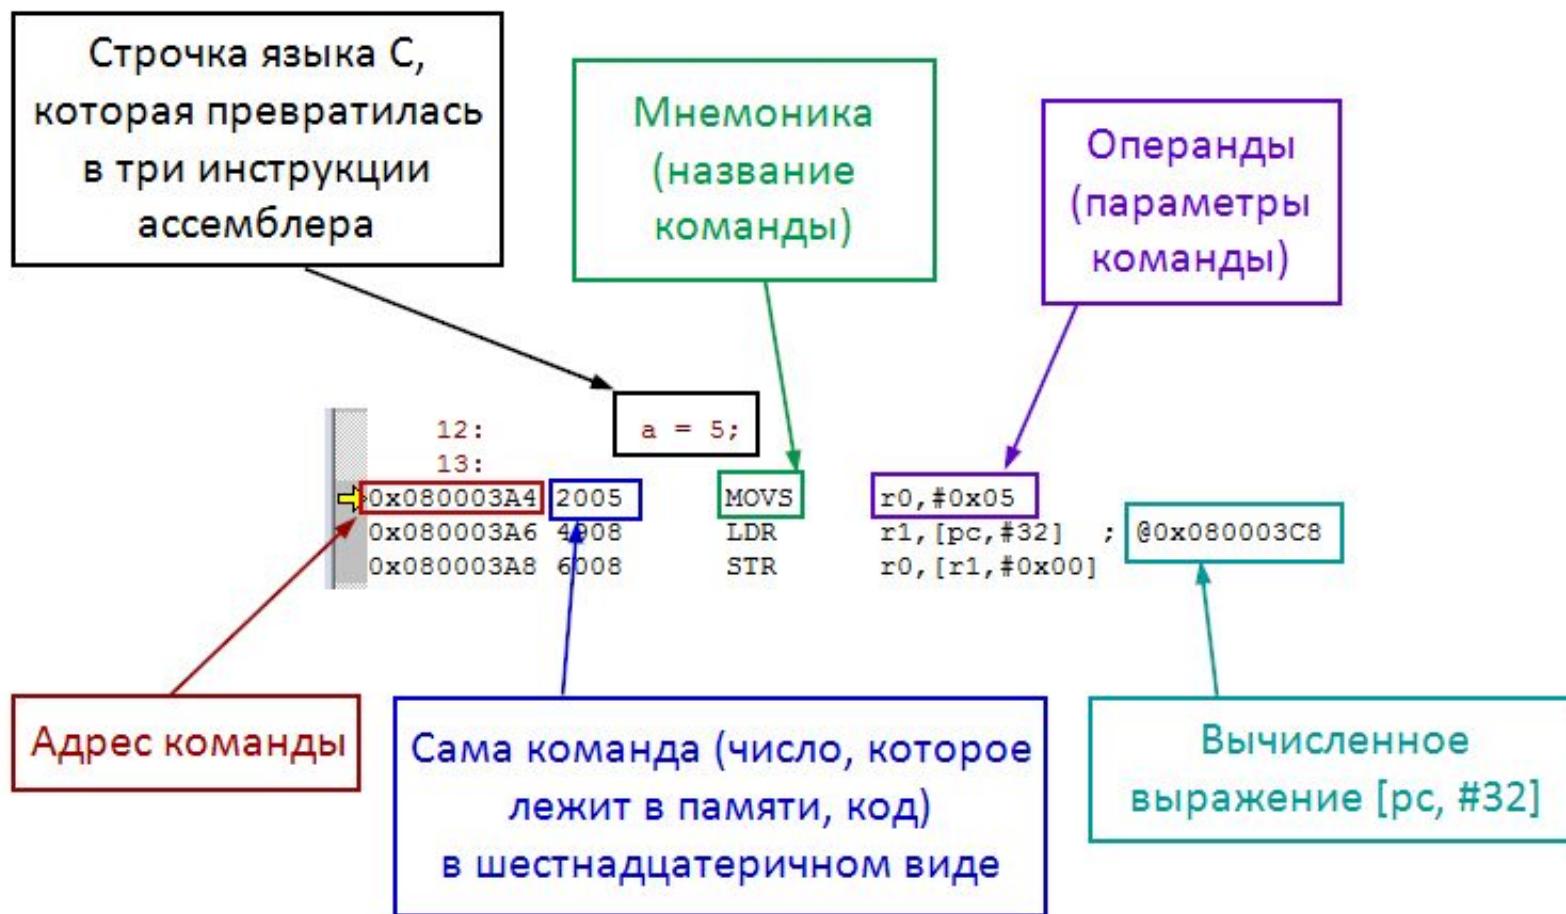 Строчка языка С,
которая превратилась
в три инструкции
ассемблера
Мнемоника
(название
команды)
Операнды
(параметры
команды)
12: a = 5;
13:
0x080003A4 2005 MOVS r0,#0x05
0x080003A6 4908 LDR r1,[pc,#32] ; @0x080003C8
0x080003A8 6008 STR r0,[r1,#0x00]
Адрес команды
Сама команда (число, которое
лежит в памяти, код)
в шестнадцатеричном виде
Вычисленное
выражение [pc, #32]